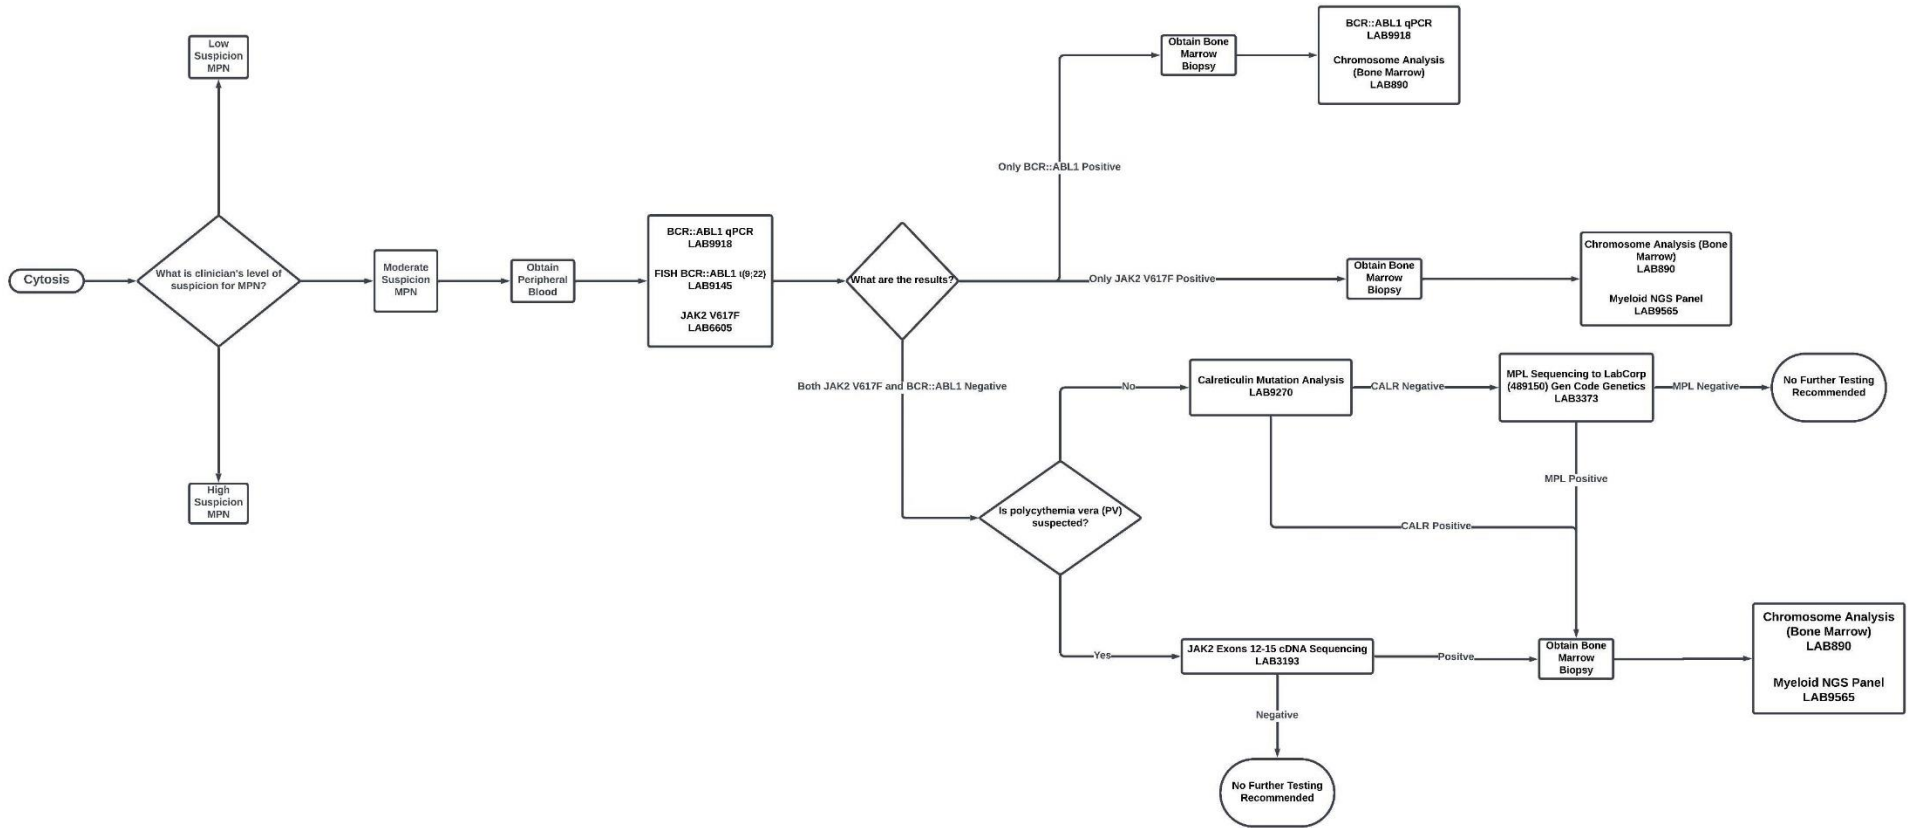 Low
Suspicion
MPN
Cytosis
What is clinician's level of
suspicion for MPN?
High
Suspicion
MPN
Moderate
Suspicion
MPN
Obtain
Peripheral
Blood
BCR::ABL1 qPCR
LAB9918
FISH BCR::ABL1 t(9;22)
LAB9145
JAK2 V617F
LAB6605
What are the results?
Only BCR::ABL1 Positive
Obtain Bone
Marrow
Biopsy
BCR::ABL1 qPCR
LAB9918
Chromosome Analysis
(Bone Marrow)
LAB890
Only JAK2 V617F Positive
Obtain Bone
Marrow
Biopsy
Chromosome Analysis (Bone
Marrow)
LAB890
Myeloid NGS Panel
LAB9565
Both JAK2 V617F and BCR::ABL1 Negative
Is polycythemia vera (PV)
suspected?
No
Calreticulin Mutation Analysis
LAB9270
CALR Negative
MPL Sequencing to LabCorp
(489150) Gen Code Genetics
LAB3373
MPL Negative
No Further Testing
Recommended
MPL Positive
CALR Positive
Yes
JAK2 Exons 12-15 cDNA Sequencing
LAB3193
Positve
Obtain Bone
Marrow
Biopsy
Chromosome Analysis
(Bone Marrow)
LAB890
Myeloid NGS Panel
LAB9565
Negative
No Further Testing
Recommended